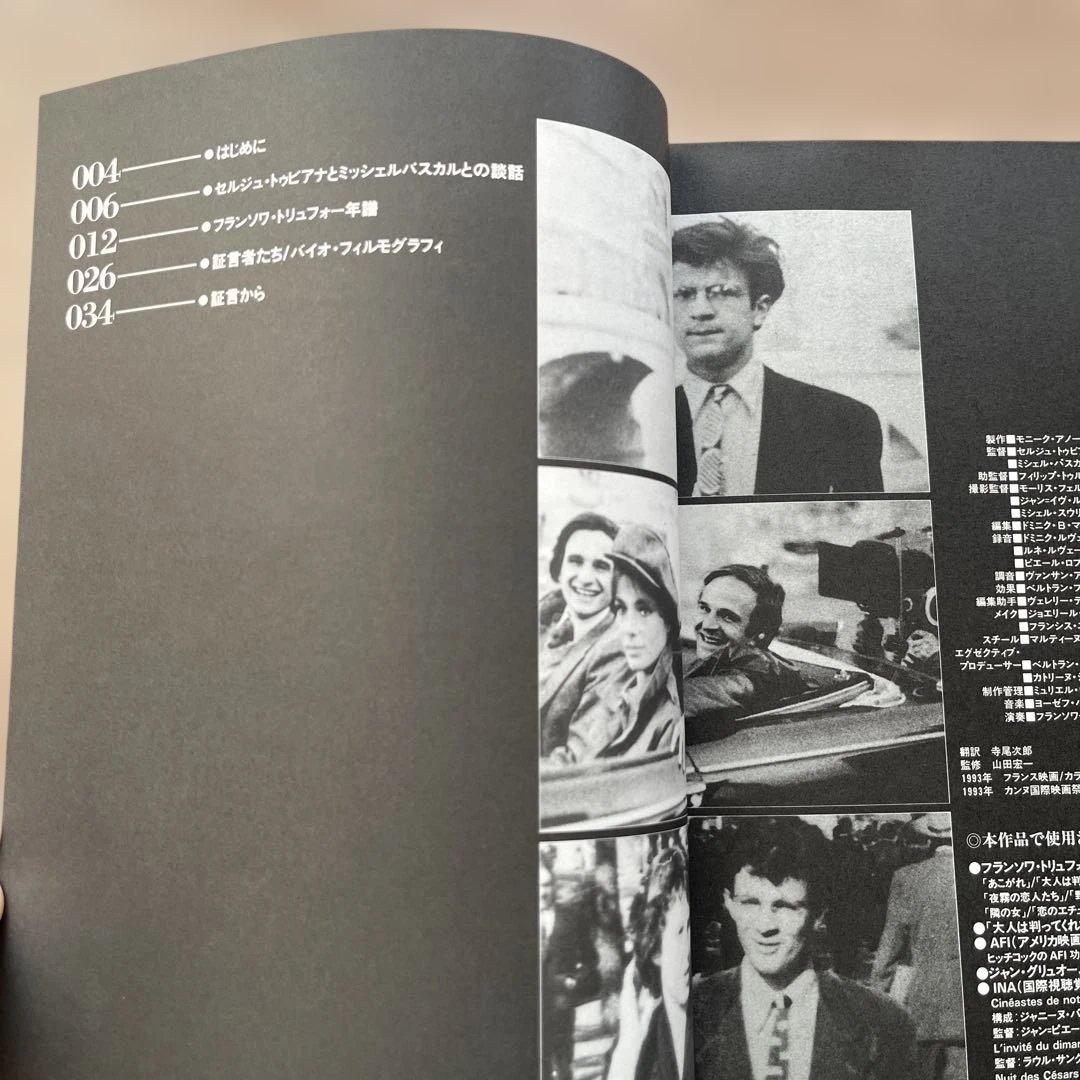 004 ●はじめに
006 ●セルジュ・トゥビアナとミッシェルパスカルとの談話
012 ●フランソワ・トリュフォー年譜
026 ●証言者たち/バイオ・フィルモグラフィ
034 ●証言から
製作■モニーク・アノー
監督■セルジュ・トゥビア
■ミシェル・パスカ
助監督■フィリップ・トゥル
撮影監督■モーリス・フェル
■ジャン=イヴ・ル
■ミシェル・スウリ
編集■ドミニク・B・マ
録音■ドミニク・ルヴェ
■ルネ・ルヴェー
■ピエール・ロフ
調音■ヴァンサン・ア
効果■ベルトラン・フ
編集助手■ヴェレリー・テ
メイク■ジョエリール・
■フランシス・
スチール■マルティーヌ
エグゼクティブ・
プロデューサー■ベルトラン・
■カトリーヌ・
制作管理■ミュリエル・
音楽■ヨーゼフ・ハ
演奏■フランソワ・
翻訳 寺尾次郎
監修 山田宏一
1993年 フランス映画/カラ
1993年 カンヌ国際映画祭
◎本作品で使用
●フランソワ・トリュフォ
「あこがれ」/「大人は判
「夜霧の恋人たち」/「
「隣の女」/「恋のエチュ
●「大人は判ってくれ
● AFI(アメリカ映画
ヒッチコックの AFI 功
●ジャン・グリュオー
● INA(国際視聴覚
Cinéastes de not
構成:ジャニーヌ・バ
監督:ジャン=ピエー
L'invité du diman
監督:ラウル・サング
Nuit des Césars